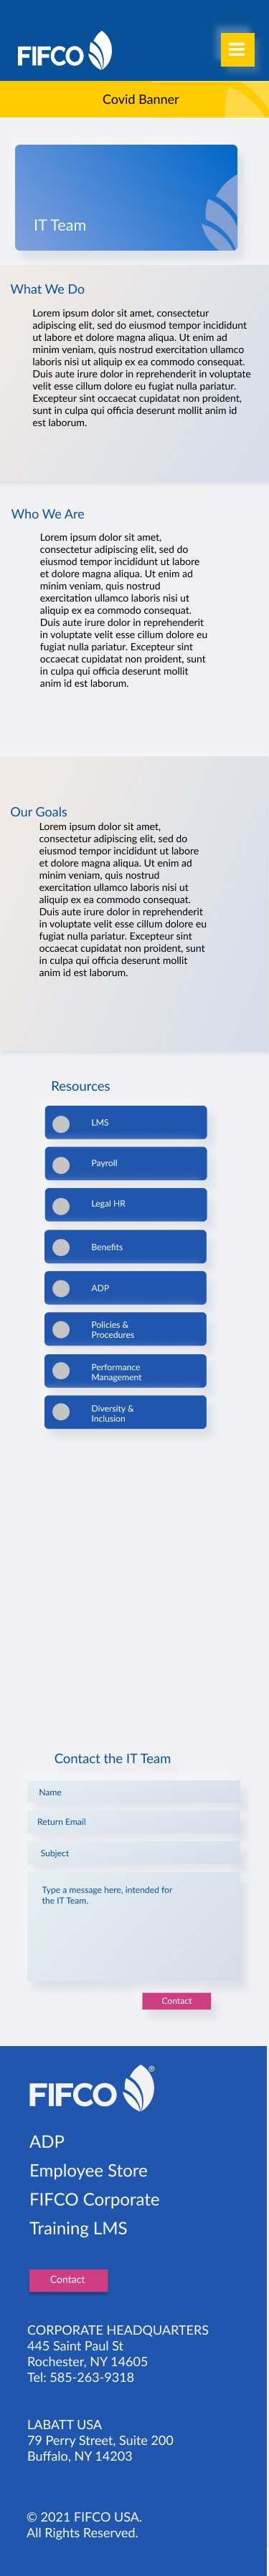 FIFCO
Covid Banner
IT Team
What We Do
Lorem ipsum dolor sit amet, consectetur
adipiscing elit, sed do eiusmod tempor incididunt
ut labore et dolore magna aliqua. Ut enim ad
minim veniam, quis nostrud exercitation ullamco
laboris nisi ut aliquip ex ea commodo consequat.
Duis aute irure dolor in reprehenderit in voluptate
velit esse cillum dolore eu fugiat nulla pariatur.
Excepteur sint occaecat cupidatat non proident,
sunt in culpa qui officia deserunt mollit anim id
est laborum.
Who We Are
Lorem ipsum dolor sit amet,
consectetur adipiscing elit, sed do
eiusmod tempor incididunt ut labore
et dolore magna aliqua. Ut enim ad
minim veniam, quis nostrud
exercitation ullamco laboris nisi ut
aliquip ex ea commodo consequat.
Duis aute irure dolor in reprehenderit
in voluptate velit esse cillum dolore eu
fugiat nulla pariatur. Excepteur sint
occaecat cupidatat non proident, sunt
in culpa qui officia deserunt mollit
anim id est laborum.
Our Goals
Lorem ipsum dolor sit amet,
consectetur adipiscing elit, sed do
eiusmod tempor incididunt ut labore
et dolore magna aliqua. Ut enim ad
minim veniam, quis nostrud
exercitation ullamco laboris nisi ut
aliquip ex ea commodo consequat.
Duis aute irure dolor in reprehenderit
in voluptate velit esse cillum dolore eu
fugiat nulla pariatur. Excepteur sint
occaecat cupidatat non proident, sunt
in culpa qui officia deserunt mollit
anim id est laborum.
Resources
LMS
Payroll
Legal HR
Benefits
ADP
Policies &
Procedures
Performance
Management
Diversity &
Inclusion
Contact the IT Team
Name
Return Email
Subject
Type a message here, intended for
the IT Team.
Contact
FIFCO ®
ADP
Employee Store
FIFCO Corporate
Training LMS
Contact
CORPORATE HEADQUARTERS
445 Saint Paul St
Rochester, NY 14605
Tel: 585-263-9318
LABATT USA
79 Perry Street, Suite 200
Buffalo, NY 14203
© 2021 FIFCO USA.
All Rights Reserved.